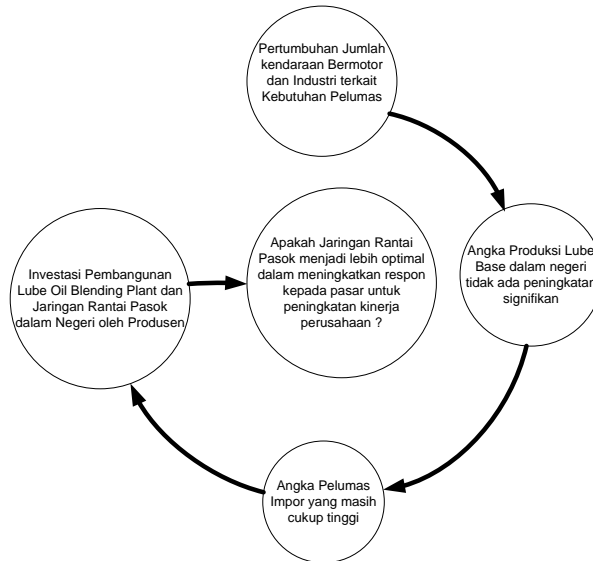 Pertumbuhan Jumlah
kendaraan Bermotor
dan Industri terkait
Kebutuhan Pelumas
Angka Produksi Lube
Base dalam negeri
tidak ada peningkatan
signifikan
Angka Pelumas
Impor yang masih
cukup tinggi
Investasi Pembangunan
Lube Oil Blending Plant dan
Jaringan Rantai Pasok
dalam Negeri oleh Produsen
Apakah Jaringan Rantai
Pasok menjadi lebih optimal
dalam meningkatkan respon
kepada pasar untuk
peningkatan kinerja
perusahaan ?